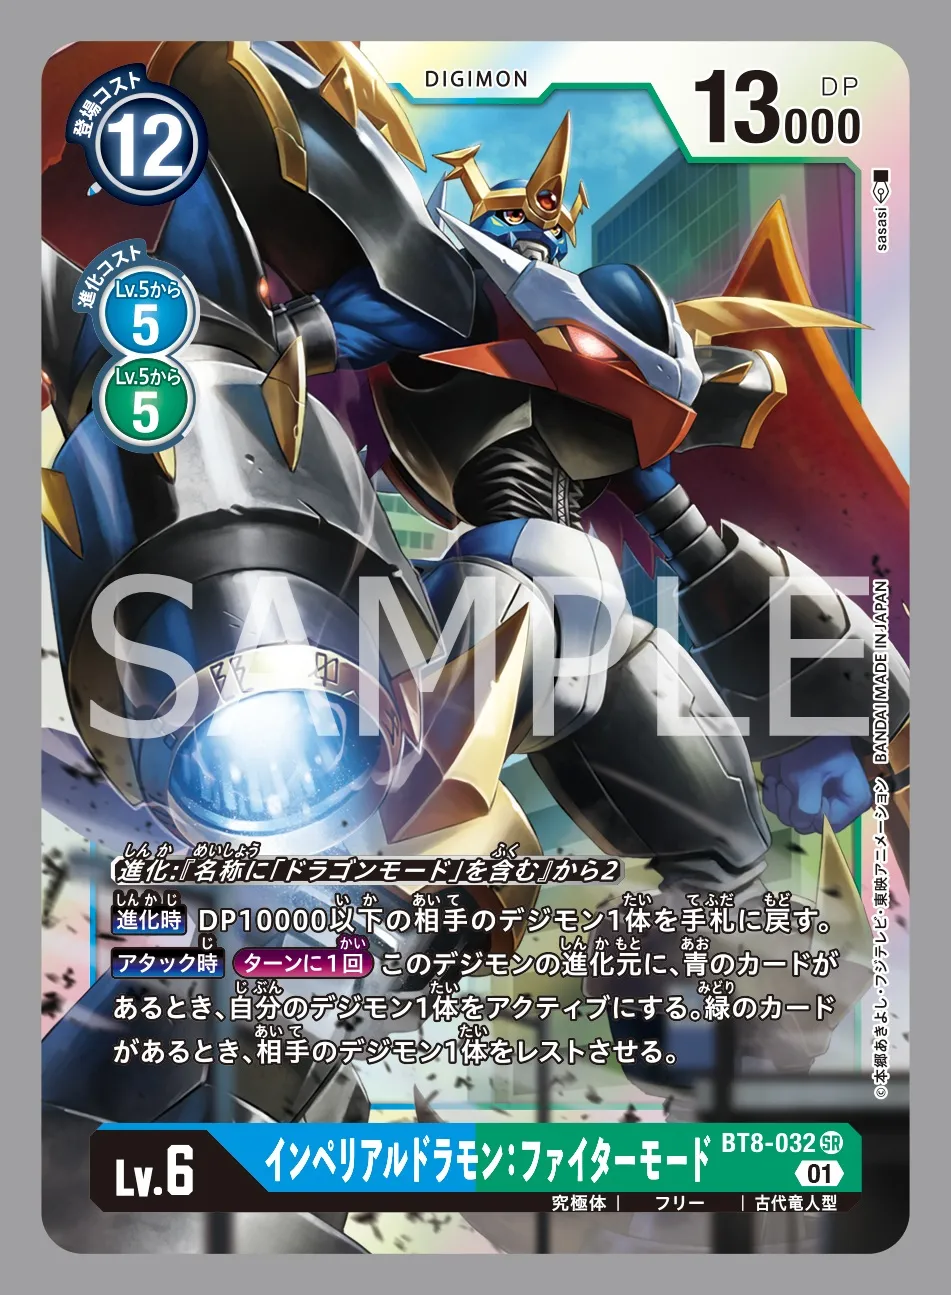 登場コスト
12
DIGIMON
13000
DP
sasasi
進化コスト
Lv.5から
5
Lv.5から
5
SAMPLE
進化:『名称に「ドラゴンモード」を含む』から2
進化時 DP10000以下の相手のデジモン1体を手札に戻す。
アタック時 ターンに1回 このデジモンの進化元に、青のカードが
あるとき、自分のデジモン1体をアクティブにする。緑のカード
があるとき、相手のデジモン1体をレストさせる。
©本郷あきよし・フジテレビ・東映アニメーション BANDAI MADE IN JAPAN
Lv.6
インペリアルドラモン:ファイターモード
BT8-032 SR
01
究極体 | フリー | 古代竜人型